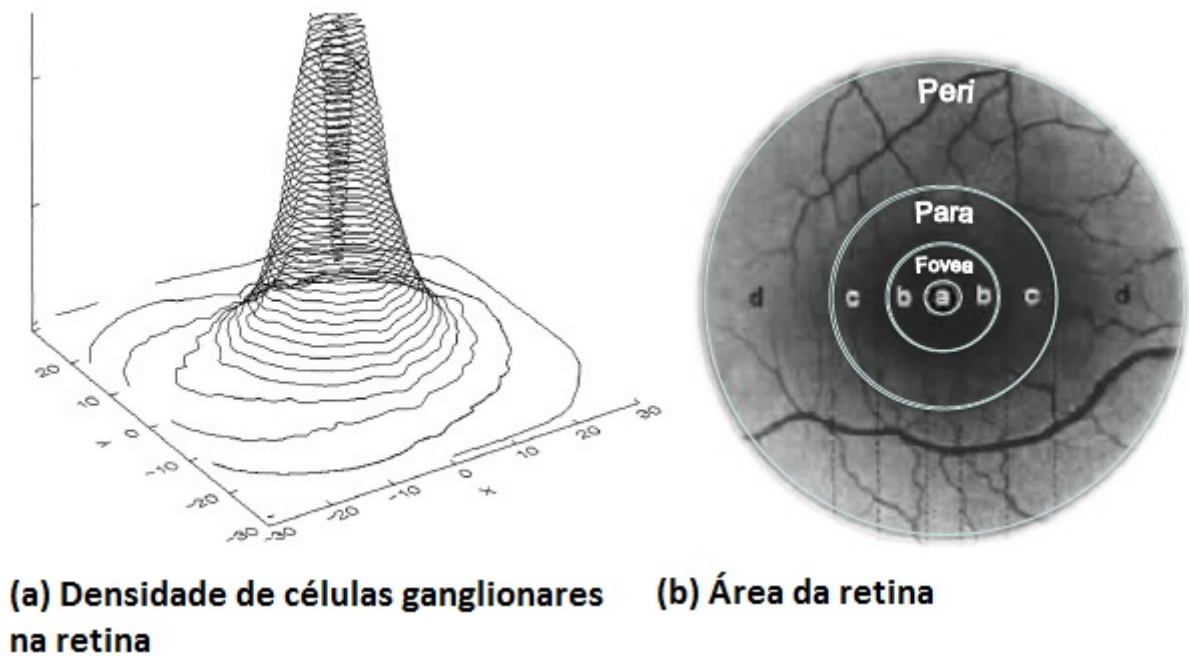 Peri
Para
Fovea
d c b a b c d
20
10
0
-10
-20
-30
Y
-30
-20
-10
0
10
20
30
X
(a) Densidade de células ganglionares
na retina
(b) Área da retina